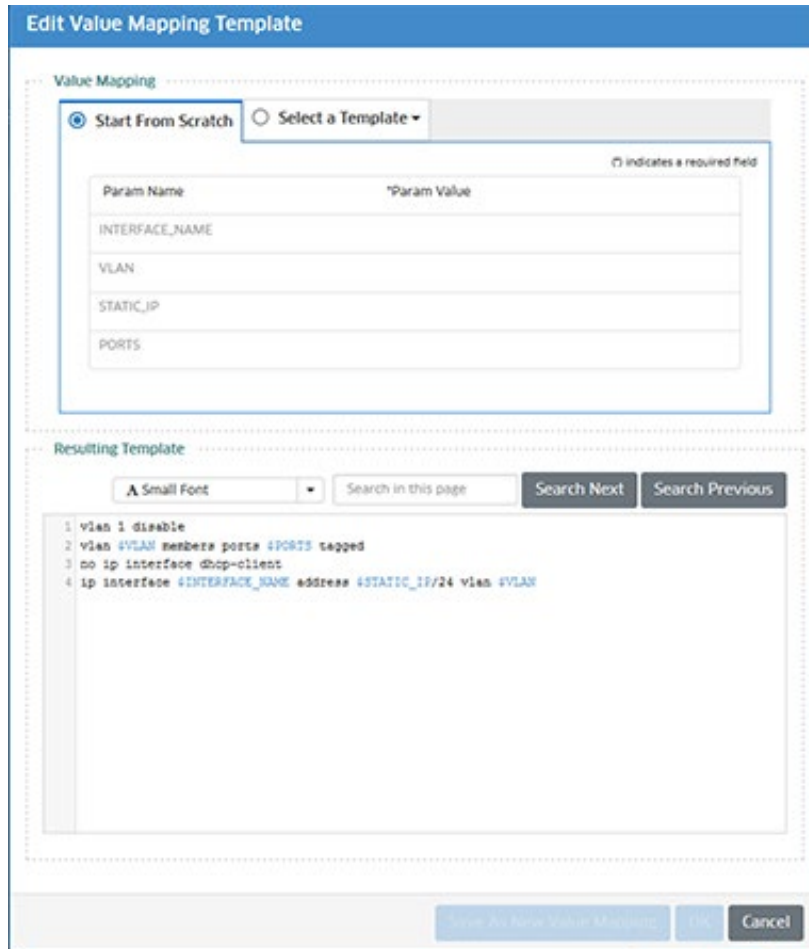 Edit Value Mapping Template
Value Mapping
Start From Scratch
Select a Template
(*) indicates a required field
Param Name *Param Value
INTERFACE_NAME
VLAN
STATIC_IP
PORTS
Resulting Template
A Small Font
Search in this page
Search Next
Search Previous
1 vlan 1 disable
2 vlan $VLAN members ports $PORTS tagged
3 no ip interface dhcp-client
4 ip interface $INTERFACE_NAME address $STATIC_IP/24 vlan $VLAN
Save As New Value Mapping
OK
Cancel